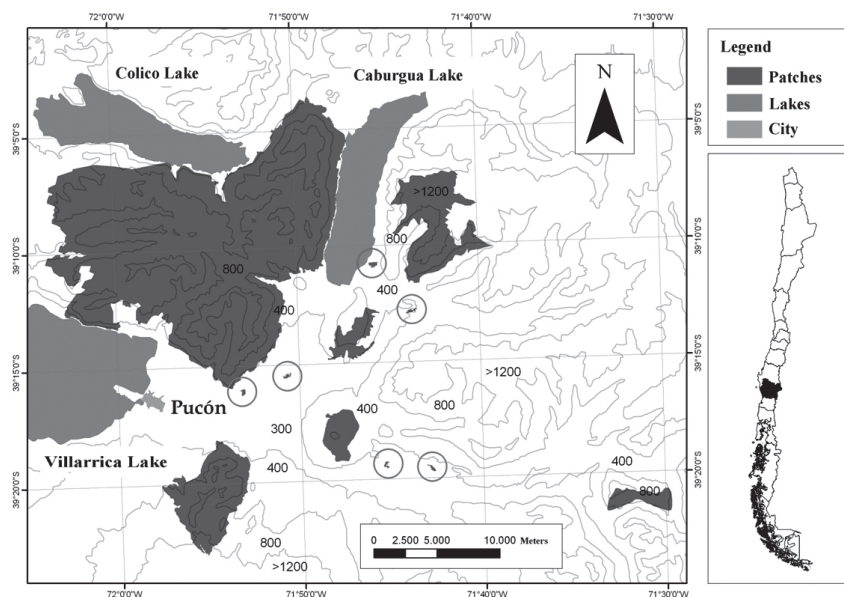 72°0'0"W 71°50'0"W 71°40'0"W 71°30'0"W
Colico Lake
Caburgua Lake
N
39°5'0"S
39°5'0"S
>1200
800
39°10'0"S
39°10'0"S
800
400
400
39°15'0"S
39°15'0"S
>1200
Pucón
400
800
300
Villarrica Lake
400
400
39°20'0"S
39°20'0"S
800
800
>1200
0 2.500 5.000 10.000 Meters
72°0'0"W 71°50'0"W 71°40'0"W 71°30'0"W
Legend
Patches
Lakes
City